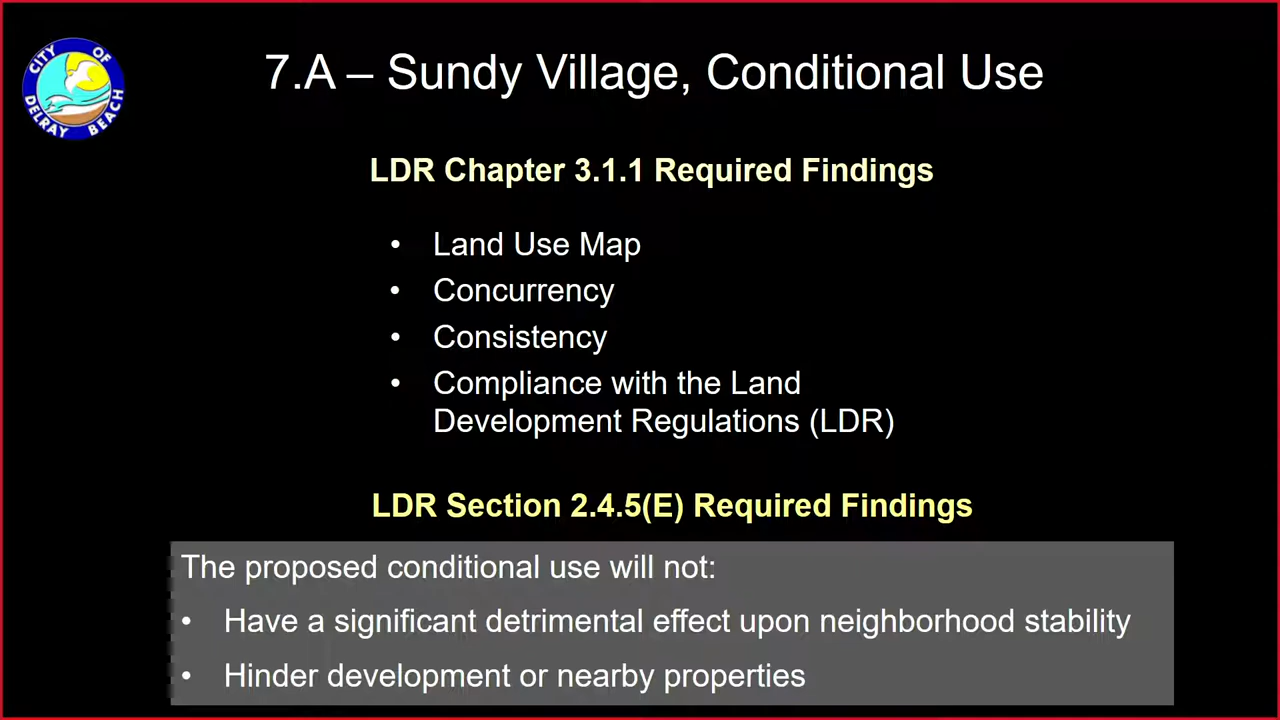 CITY OF
DELRAY BEACH
7.A – Sundy Village, Conditional Use
LDR Chapter 3.1.1 Required Findings
• Land Use Map
• Concurrency
• Consistency
• Compliance with the Land
Development Regulations (LDR)
LDR Section 2.4.5(E) Required Findings
The proposed conditional use will not:
• Have a significant detrimental effect upon neighborhood stability
• Hinder development or nearby properties